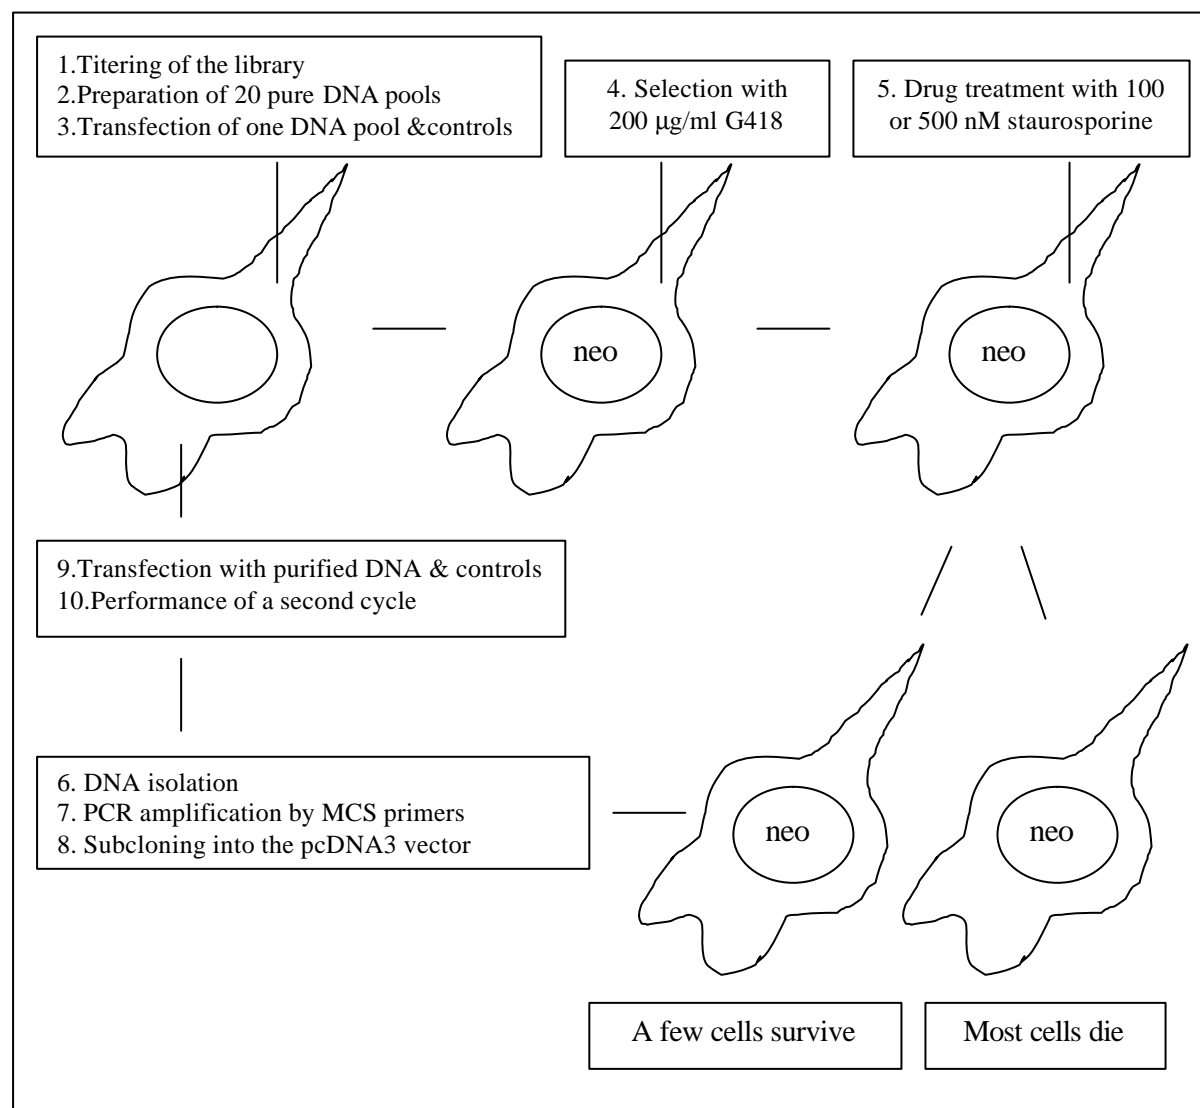 1.Titering of the library
2.Preparation of 20 pure DNA pools
3.Transfection of one DNA pool &controls
4. Selection with
200 μg/ml G418
5. Drug treatment with 100
or 500 nM staurosporine
neo
neo
9.Transfection with purified DNA & controls
10.Performance of a second cycle
6. DNA isolation
7. PCR amplification by MCS primers
8. Subcloning into the pcDNA3 vector
neo
neo
A few cells survive
Most cells die